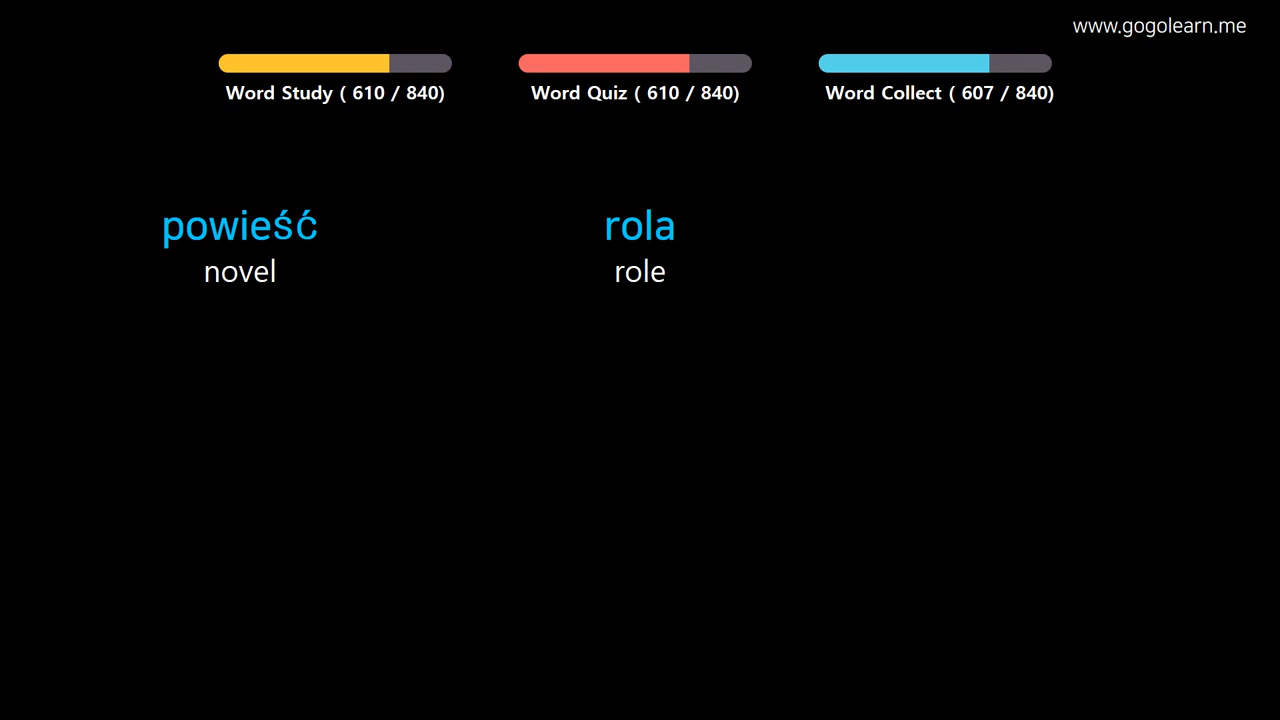 www.gogolearn.me
Word Study ( 610 / 840)
Word Quiz ( 610 / 840)
Word Collect ( 607 / 840)
powieść
novel
rola
role